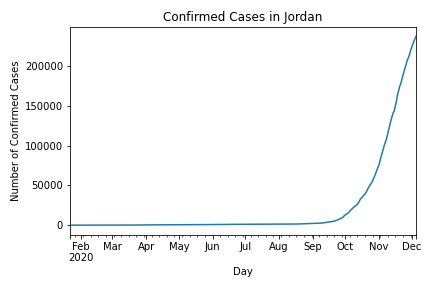 Confirmed Cases in Jordan
Number of Confirmed Cases
200000
150000
100000
50000
0
Feb Mar Apr May Jun Jul Aug Sep Oct Nov Dec
2020
Day